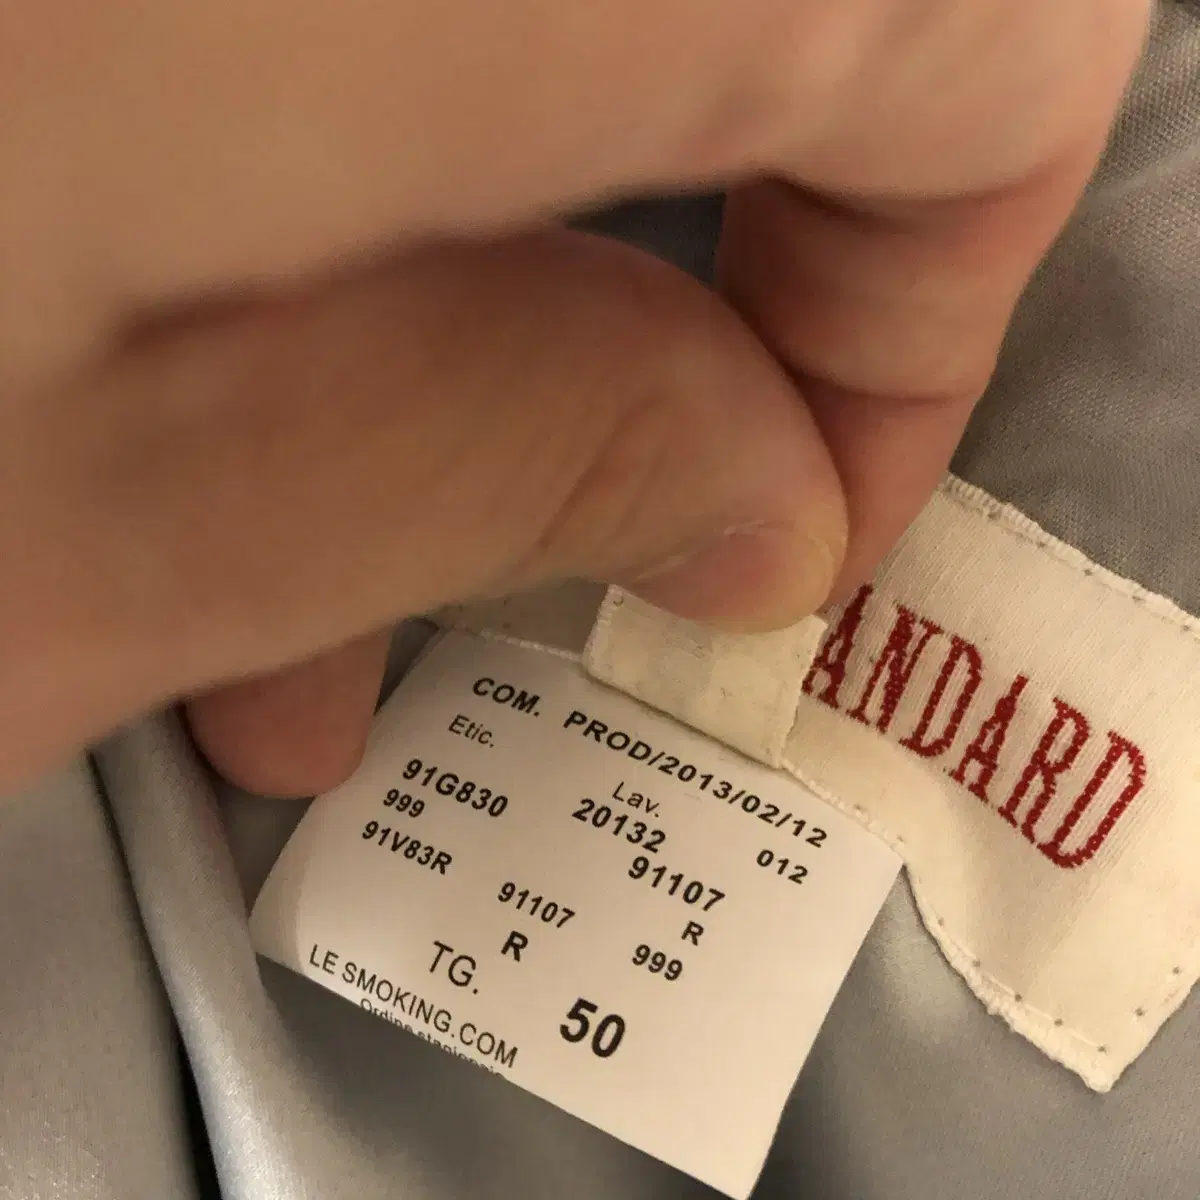 COM. PROD/2013/02/12
Etic. Lav. 012
91G830 20132
999 91107
91V83R R
91107 999
R
TG. 50
LE SMOKING.COM
ANDARD